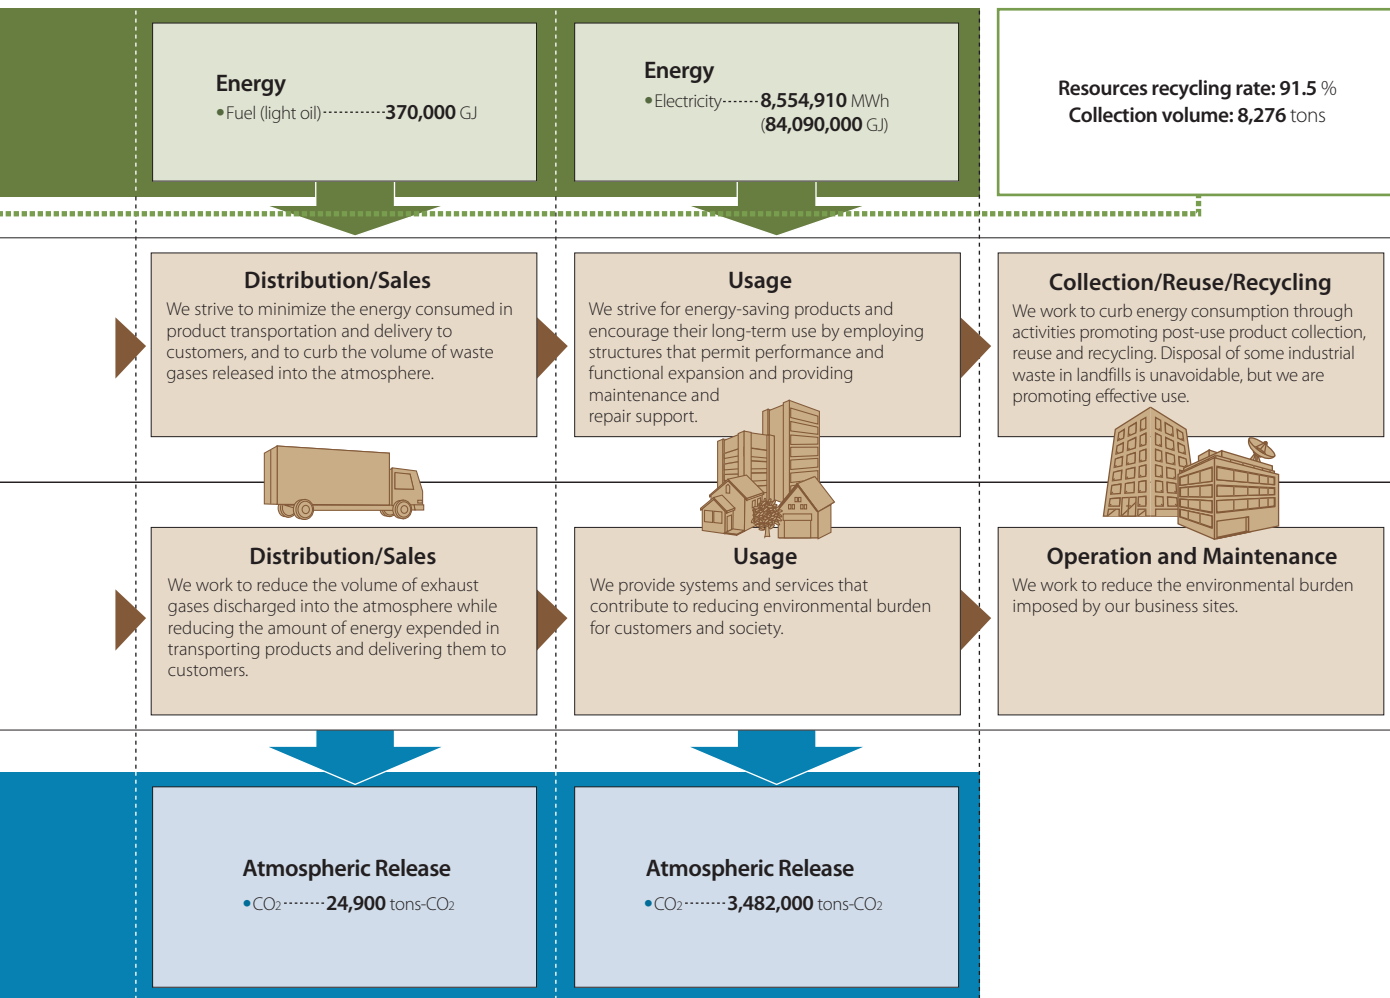 Energy
•Fuel (light oil)············370,000 GJ
Energy
•Electricity·······8,554,910 MWh
(84,090,000 GJ)
Resources recycling rate: 91.5 %
Collection volume: 8,276 tons
Distribution/Sales
We strive to minimize the energy consumed in
product transportation and delivery to
customers, and to curb the volume of waste
gases released into the atmosphere.
Usage
We strive for energy-saving products and
encourage their long-term use by employing
structures that permit performance and
functional expansion and providing
maintenance and
repair support.
Collection/Reuse/Recycling
We work to curb energy consumption through
activities promoting post-use product collection,
reuse and recycling. Disposal of some industrial
waste in landfills is unavoidable, but we are
promoting effective use.
Distribution/Sales
We work to reduce the volume of exhaust
gases discharged into the atmosphere while
reducing the amount of energy expended in
transporting products and delivering them to
customers.
Usage
We provide systems and services that
contribute to reducing environmental burden
for customers and society.
Operation and Maintenance
We work to reduce the environmental burden
imposed by our business sites.
Atmospheric Release
•CO2········24,900 tons-CO2
Atmospheric Release
•CO2········3,482,000 tons-CO2